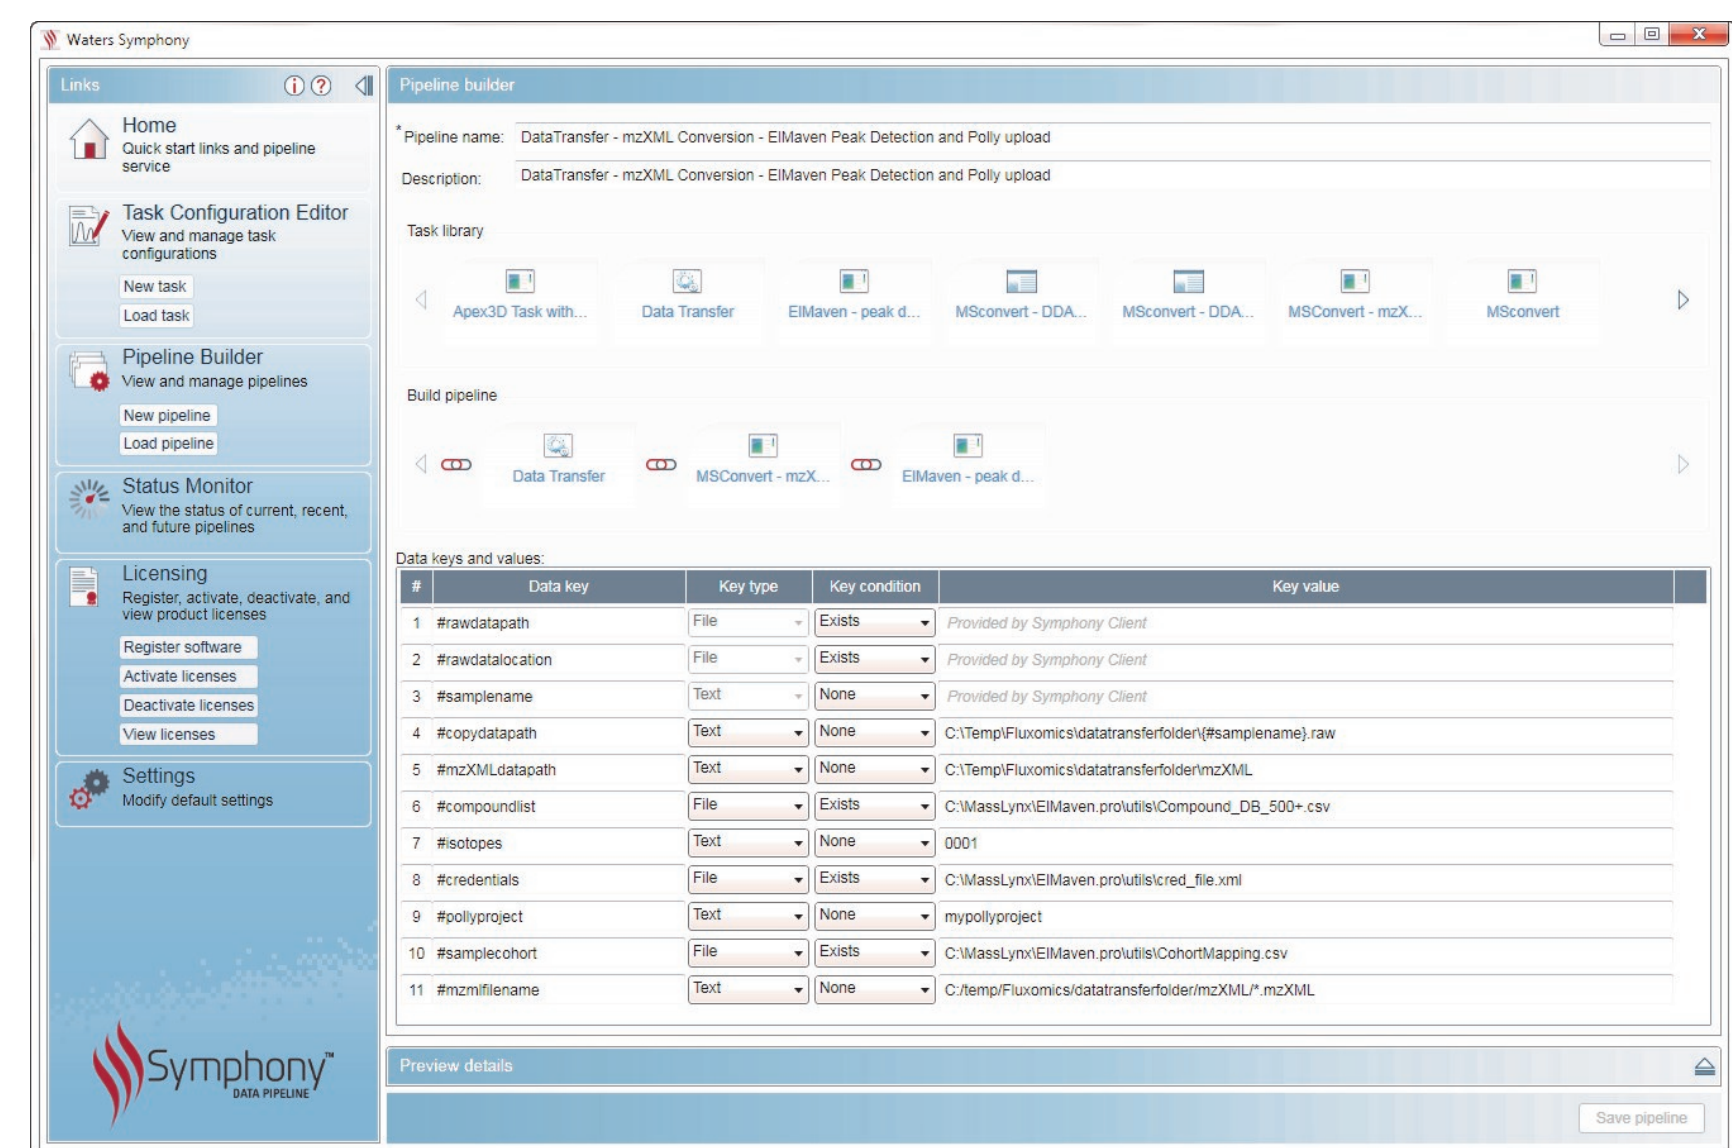 Waters Symphony
Links
Home
Quick start links and pipeline
service
Task Configuration Editor
View and manage task
configurations
New task
Load task
Pipeline Builder
View and manage pipelines
New pipeline
Load pipeline
Status Monitor
View the status of current, recent,
and future pipelines
Licensing
Register, activate, deactivate, and
view product licenses
Register software
Activate licenses
Deactivate licenses
View licenses
Settings
Modify default settings
Symphony™
DATA PIPELINE
Pipeline builder
*Pipeline name: DataTransfer - mzXML Conversion - ElMaven Peak Detection and Polly upload
Description: DataTransfer - mzXML Conversion - ElMaven Peak Detection and Polly upload
Task library
Apex3D Task with... Data Transfer ElMaven - peak d... MSconvert - DDA... MSconvert - DDA... MSConvert - mzX... MSconvert
Build pipeline
Data Transfer MSConvert - mzX... ElMaven - peak d...
Data keys and values:
# Data key Key type Key condition Key value
1 #rawdatapath File Exists Provided by Symphony Client
2 #rawdatalocation File Exists Provided by Symphony Client
3 #samplename Text None Provided by Symphony Client
4 #copydatapath Text None C:\Temp\Fluxomics\datatransferfolder\{#samplename}.raw
5 #mzXMLdatapath Text None C:\Temp\Fluxomics\datatransferfolder\mzXML
6 #compoundlist File Exists C:\MassLynx\ElMaven.pro\utils\Compound_DB_500+.csv
7 #isotopes Text None 0001
8 #credentials File Exists C:\MassLynx\ElMaven.pro\utils\cred_file.xml
9 #pollyproject Text None mypollyproject
10 #samplecohort File Exists C:\MassLynx\ElMaven.pro\utils\CohortMapping.csv
11 #mzmlfilename Text None C:/temp/Fluxomics/datatransferfolder/mzXML/*.mzXML
Preview details
Save pipeline